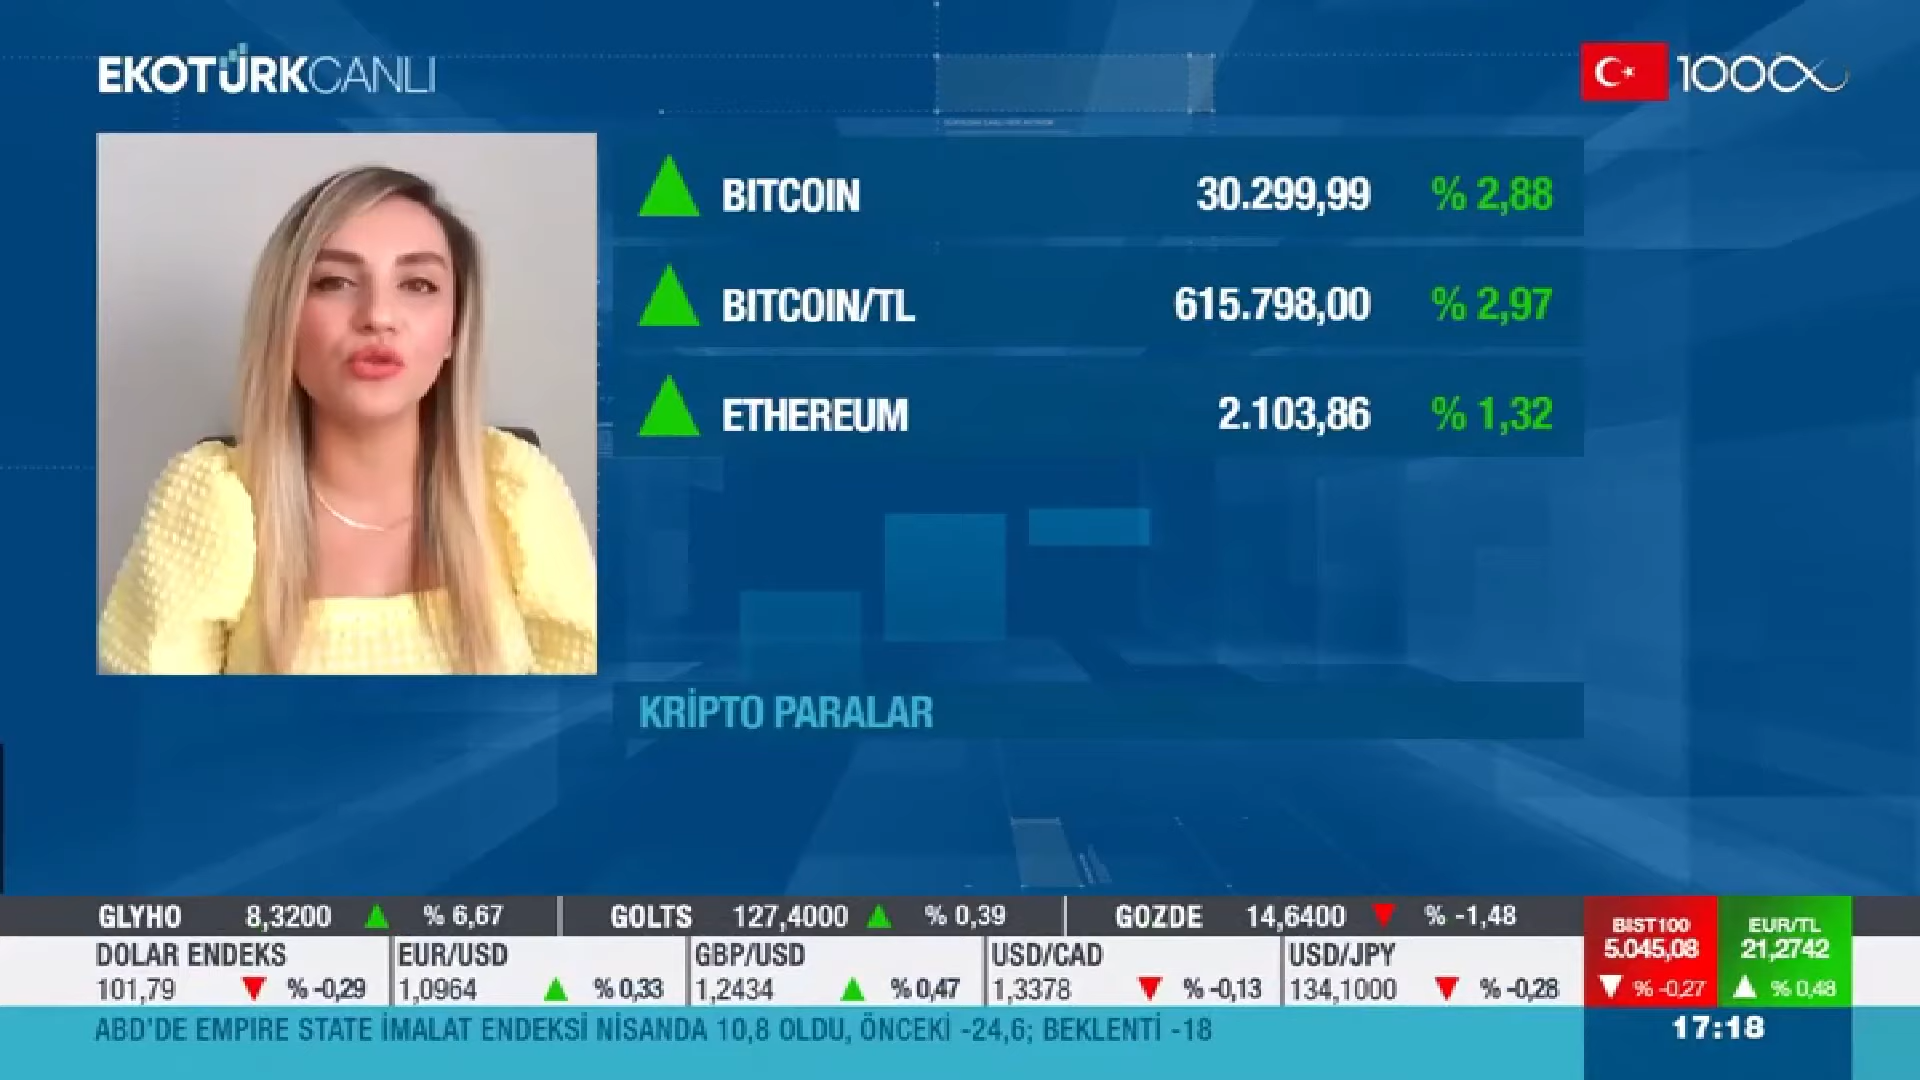 EKOTÜRKCANLI
100
BITCOIN 30.299,99 % 2,88
BITCOIN/TL 615.798,00 % 2,97
ETHEREUM 2.103,86 % 1,32
KRİPTO PARALAR
GLYHO 8,3200 % 6,67 GOLTS 127,4000 % 0,39 GOZDE 14,6400 % -1,48
DOLAR ENDEKS EUR/USD GBP/USD USD/CAD USD/JPY
101,79 % -0,29 1,0964 % 0,33 1,2434 % 0,47 1,3378 % -0,13 134,1000 % -0,28
BIST100 EUR/TL
5.045,08 21,2742
% -0,27 % 0,48
ABD'DE EMPIRE STATE İMALAT ENDEKSİ NİSANDA 10,8 OLDU, ÖNCEKİ -24,6; BEKLENTİ -18
17:18